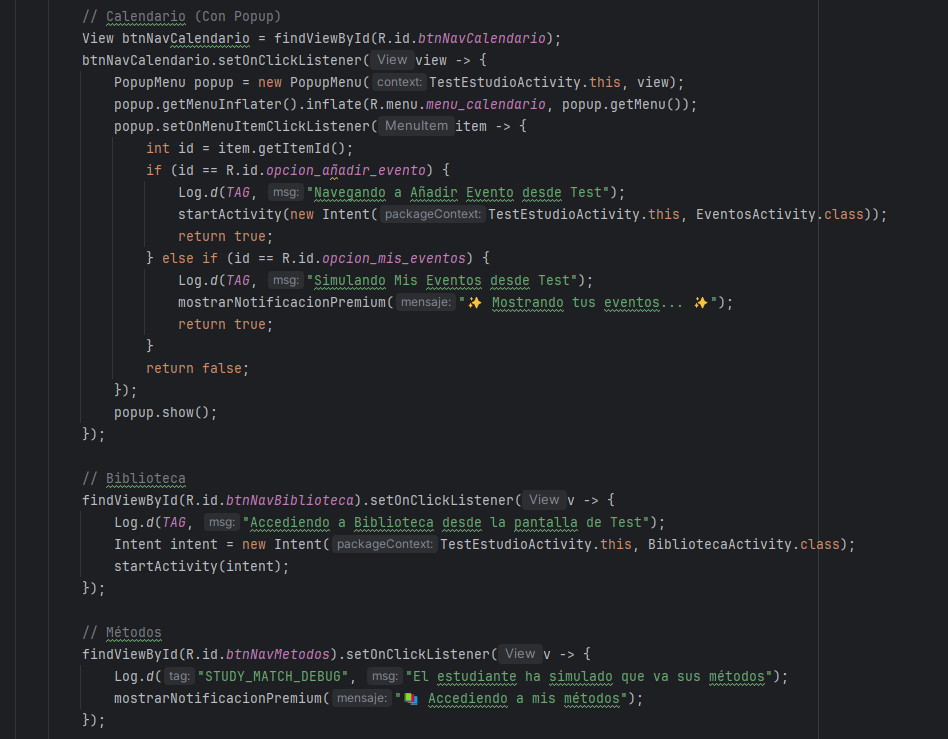 // Calendario (Con Popup)
View btnNavCalendario = findViewById(R.id.btnNavCalendario);
btnNavCalendario.setOnClickListener( View view -> {
PopupMenu popup = new PopupMenu( context: TestEstudioActivity.this, view);
popup.getMenuInflater().inflate(R.menu.menu_calendario, popup.getMenu());
popup.setOnMenuItemClickListener( MenuItem item -> {
int id = item.getItemId();
if (id == R.id.opcion_añadir_evento) {
Log.d(TAG, msg: "Navegando a Añadir Evento desde Test");
startActivity(new Intent( packageContext: TestEstudioActivity.this, EventosActivity.class));
return true;
} else if (id == R.id.opcion_mis_eventos) {
Log.d(TAG, msg: "Simulando Mis Eventos desde Test");
mostrarNotificacionPremium( mensaje: "✨ Mostrando tus eventos... ✨");
return true;
}
return false;
});
popup.show();
});
// Biblioteca
findViewById(R.id.btnNavBiblioteca).setOnClickListener( View v -> {
Log.d(TAG, msg: "Accediendo a Biblioteca desde la pantalla de Test");
Intent intent = new Intent( packageContext: TestEstudioActivity.this, BibliotecaActivity.class);
startActivity(intent);
});
// Métodos
findViewById(R.id.btnNavMetodos).setOnClickListener( View v -> {
Log.d( tag: "STUDY_MATCH_DEBUG", msg: "El estudiante ha simulado que va sus métodos");
mostrarNotificacionPremium( mensaje: "📚 Accediendo a mis métodos");
});